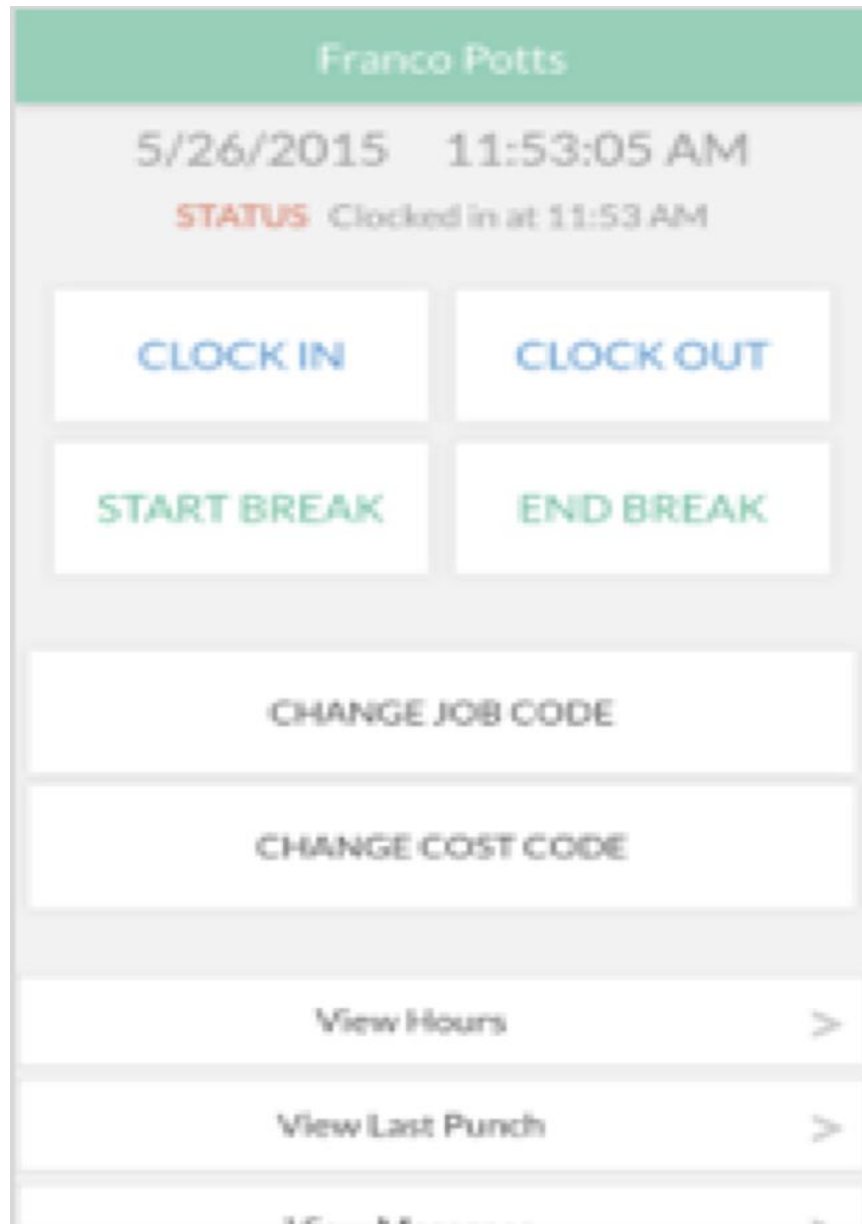 Franco Potts
5/26/2015 11:53:05 AM
STATUS Clocked in at 11:53 AM
CLOCK IN CLOCK OUT
START BREAK END BREAK
CHANGE JOB CODE
CHANGE COST CODE
View Hours >
View Last Punch >
View